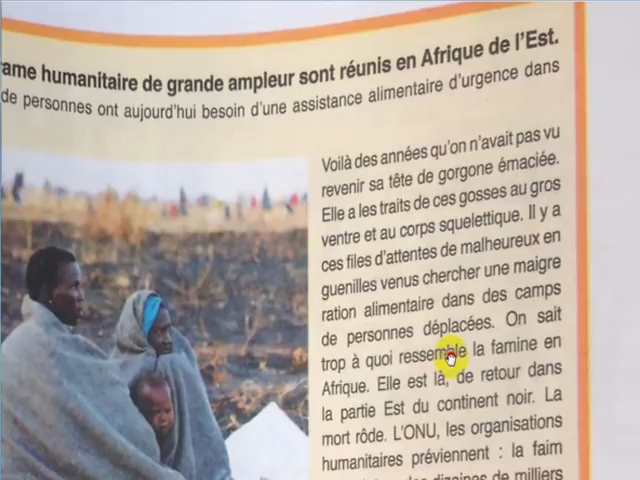 ame humanitaire de grande ampleur sont réunis en Afrique de l'Est.
de personnes ont aujourd'hui besoin d'une assistance alimentaire d'urgence dans
Voilà des années qu'on n'avait pas vu
revenir sa tête de gorgone émaciée.
Elle a les traits de ces gosses au gros
ventre et au corps squelettique. Il y a
ces files d'attentes de malheureux en
guenilles venus chercher une maigre
ration alimentaire dans des camps
de personnes déplacées. On sait
trop à quoi ressemble la famine en
Afrique. Elle est là, de retour dans
la partie Est du continent noir. La
mort rôde. L'ONU, les organisations
humanitaires préviennent : la faim
dizaines de milliers